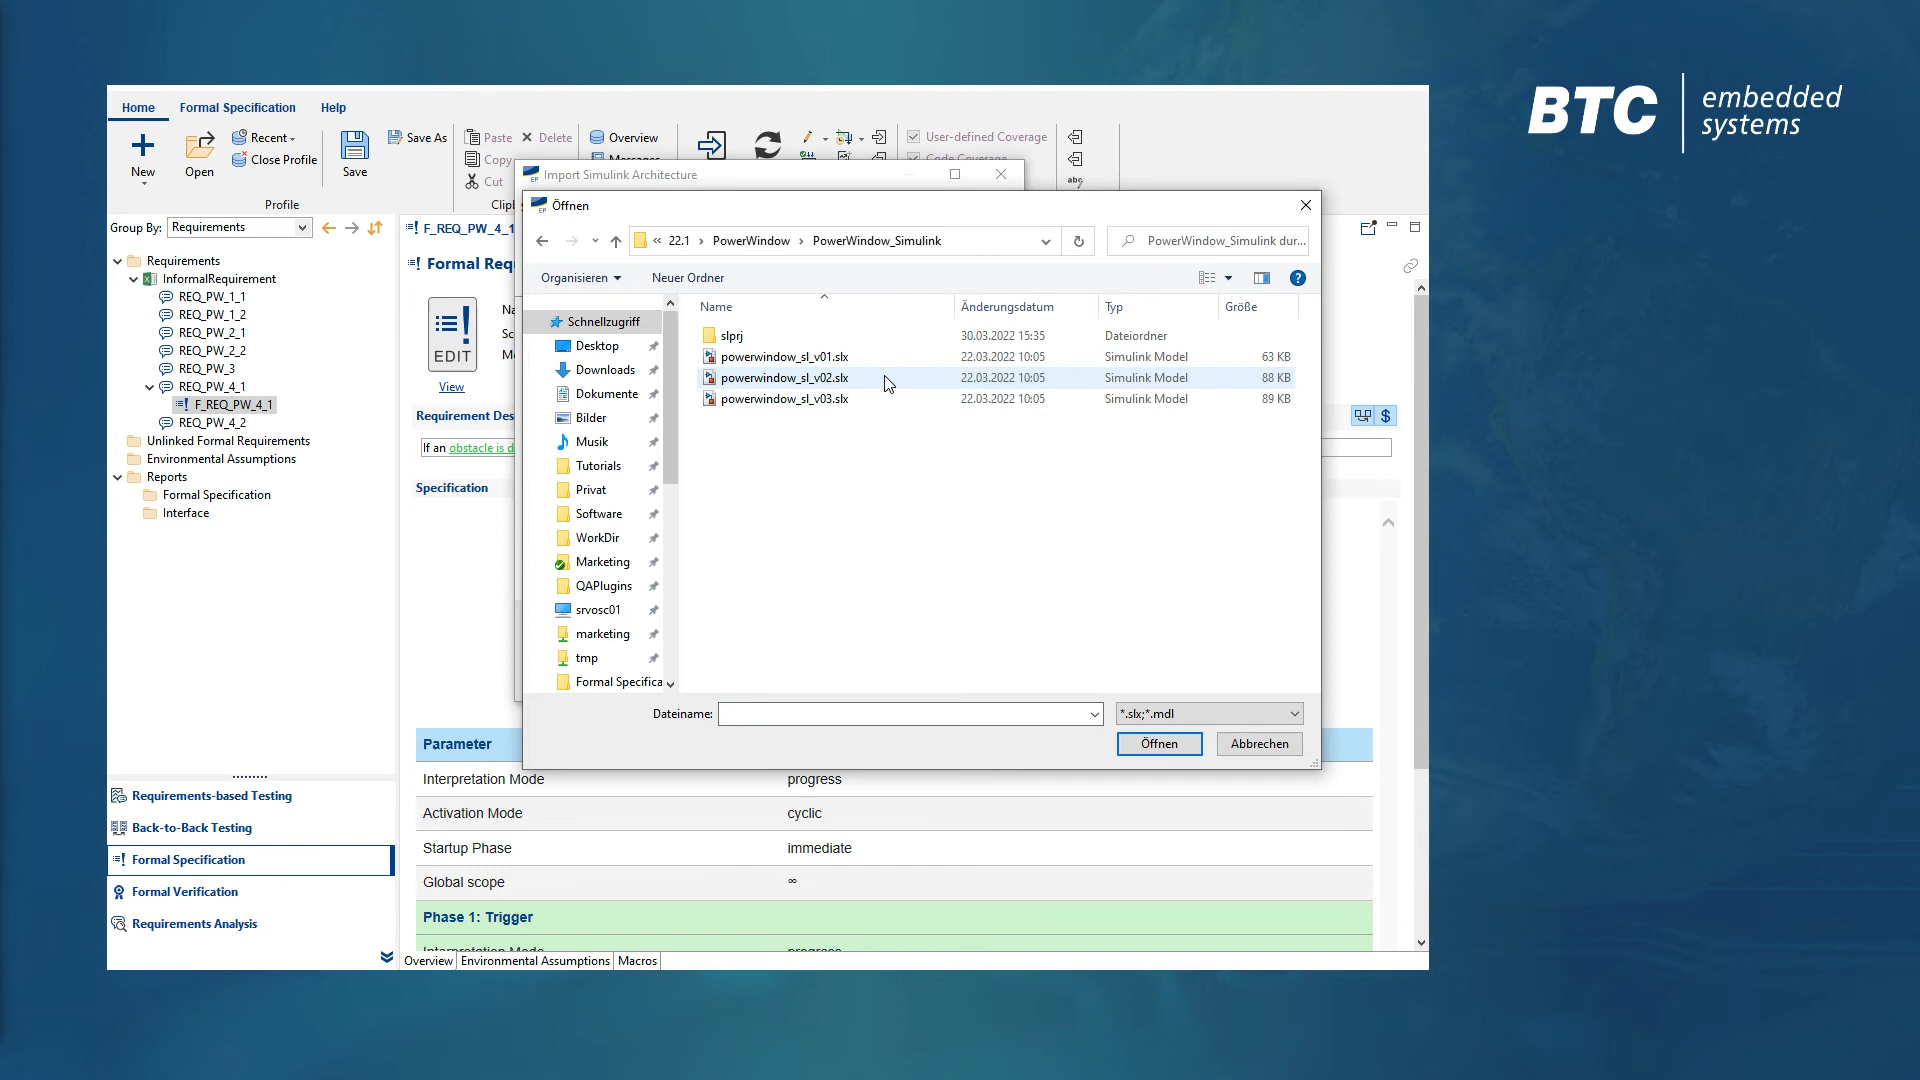 BTC embedded systems
Home Formal Specification Help
New Open Recent Close Profile Save Save As Paste Copy Cut Delete Overview Messages User-defined Coverage Code Coverage
Profile
Import Simulink Architecture
Group By: Requirements
Requirements
InformalRequirement
REQ_PW_1_1
REQ_PW_1_2
REQ_PW_2_1
REQ_PW_2_2
REQ_PW_3
REQ_PW_4_1
F_REQ_PW_4_1
REQ_PW_4_2
Unlinked Formal Requirements
Environmental Assumptions
Reports
Formal Specification
Interface
Requirements-based Testing
Back-to-Back Testing
Formal Specification
Formal Verification
Requirements Analysis
F_REQ_PW_4_1
Formal Req
EDIT
View
Requirement Des
If an obstacle is d
Specification
Öffnen
« 22.1 › PowerWindow › PowerWindow_Simulink
PowerWindow_Simulink dur...
Organisieren Neuer Ordner
Schnellzugriff
Desktop
Downloads
Dokumente
Bilder
Musik
Tutorials
Privat
Software
WorkDir
Marketing
QAPlugins
srvosc01
marketing
tmp
Formal Specifica
Name Änderungsdatum Typ Größe
slprj 30.03.2022 15:35 Dateiordner
powerwindow_sl_v01.slx 22.03.2022 10:05 Simulink Model 63 KB
powerwindow_sl_v02.slx 22.03.2022 10:05 Simulink Model 88 KB
powerwindow_sl_v03.slx 22.03.2022 10:05 Simulink Model 89 KB
Dateiname: *.slx;*.mdl
Öffnen Abbrechen
Parameter
Interpretation Mode progress
Activation Mode cyclic
Startup Phase immediate
Global scope ∞
Phase 1: Trigger
Interpretation Mode progress
Overview Environmental Assumptions Macros